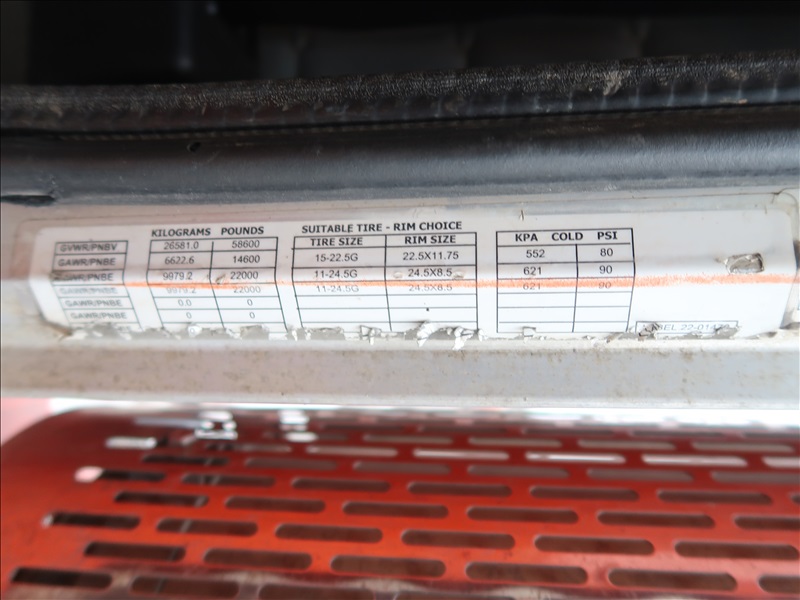 KILOGRAMS POUNDS SUITABLE TIRE - RIM CHOICE
TIRE SIZE RIM SIZE KPA COLD PSI
GVWR/PNBV 26581.0 58600
GAWR/PNBE 6622.6 14600 15-22.5G 22.5X11.75 552 80
GAWR/PNBE 9979.2 22000 11-24.5G 24.5X8.5 621 90
GAWR/PNBE 9979.2 22000 11-24.5G 24.5X8.5 621 90
GAWR/PNBE 0.0 0
GAWR/PNBE 0 0